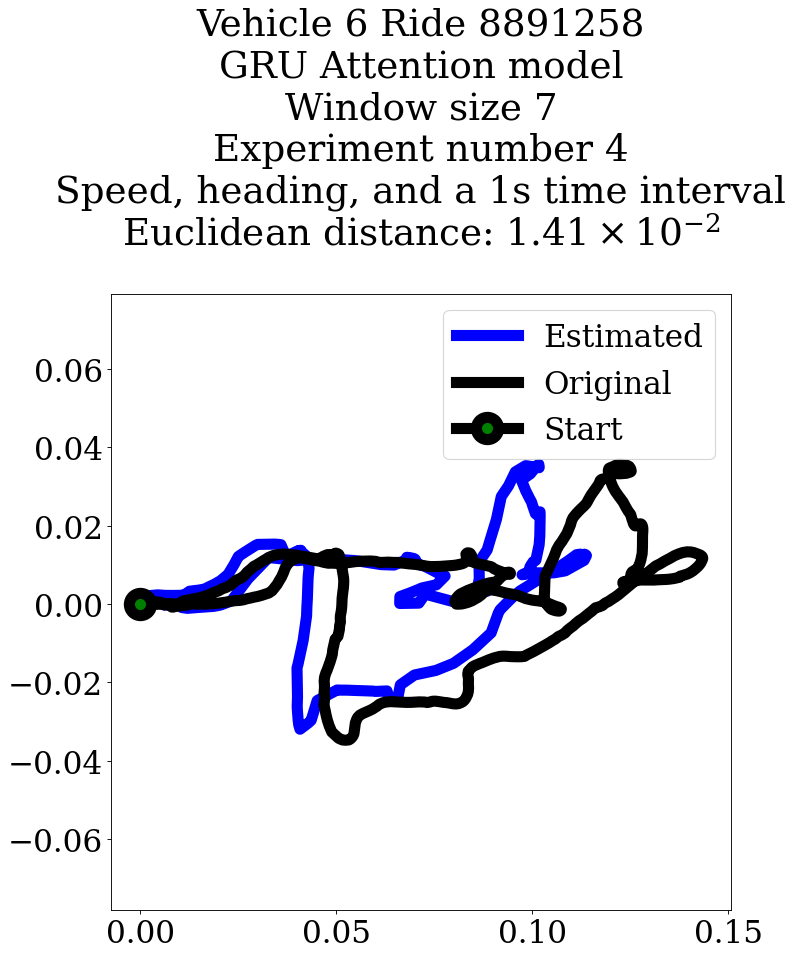 Vehicle 6 Ride 8891258
GRU Attention model
Window size 7
Experiment number 4
Speed, heading, and a 1s time interval
Euclidean distance: 1.41 × 10⁻²
Estimated
Original
Start
0.06
0.04
0.02
0.00
−0.02
−0.04
−0.06
0.00 0.05 0.10 0.15